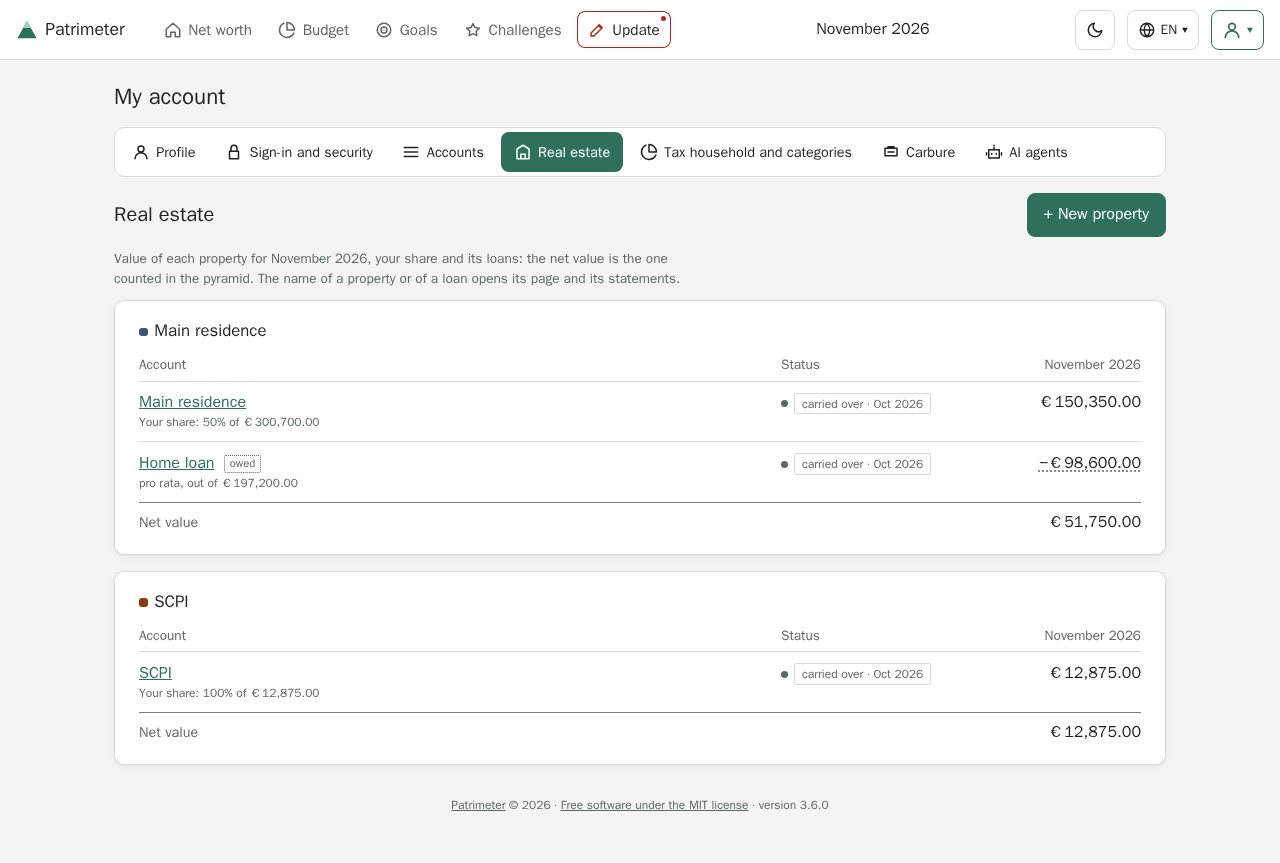 Patrimeter
Net worth
Budget
Goals
Challenges
Update
November 2026
EN ▾
▾
My account
Profile
Sign-in and security
Accounts
Real estate
Tax household and categories
Carbure
AI agents
Real estate
+ New property
Value of each property for November 2026, your share and its loans: the net value is the one
counted in the pyramid. The name of a property or of a loan opens its page and its statements.
Main residence
Account Status November 2026
Main residence carried over · Oct 2026 € 150,350.00
Your share: 50% of € 300,700.00
Home loan owed carried over · Oct 2026 −€ 98,600.00
pro rata, out of € 197,200.00
Net value € 51,750.00
SCPI
Account Status November 2026
SCPI carried over · Oct 2026 € 12,875.00
Your share: 100% of € 12,875.00
Net value € 12,875.00
Patrimeter © 2026 · Free software under the MIT license · version 3.6.0